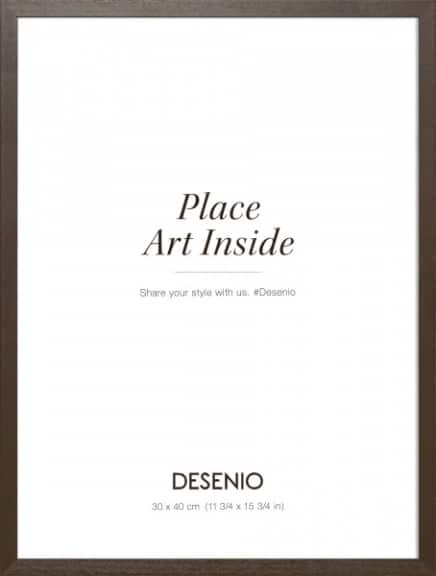 Place
Art Inside
Share your style with us. #Desenio
DESENIO
30 x 40 cm (11 3/4 x 15 3/4 in)